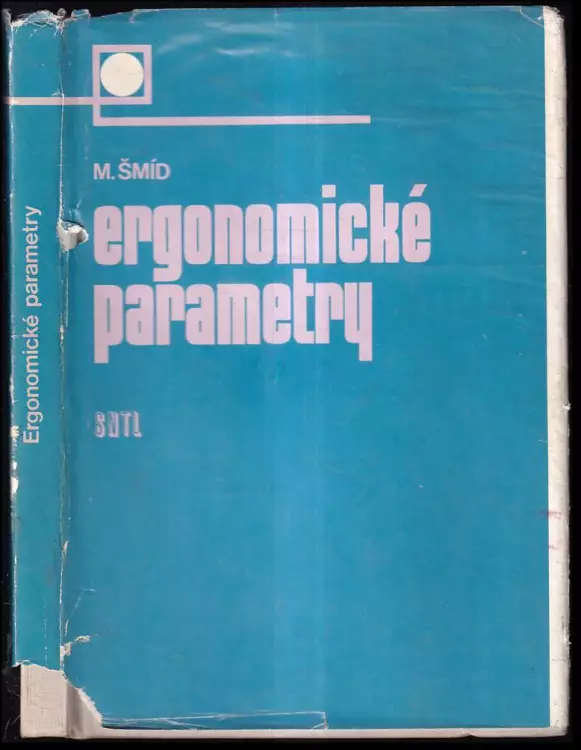 M. ŠMÍD
ergonomické
parametry
SNTL
Ergonomické parametry